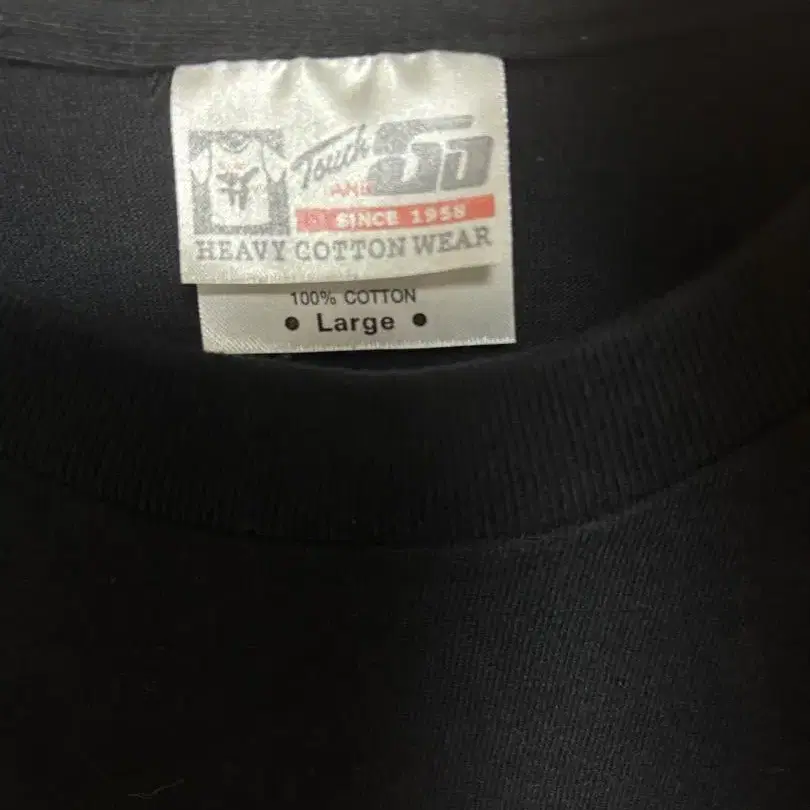 Touch
AND
Go
SINCE 1958
HEAVY COTTON WEAR
100% COTTON
• Large •